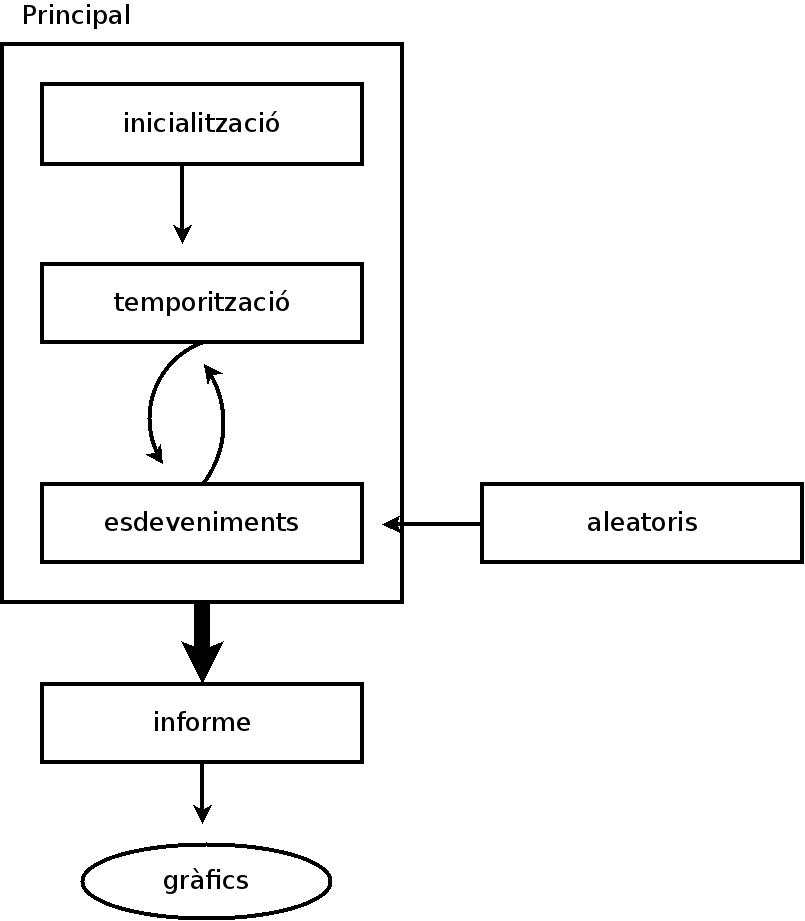 Principal
inicialització
temporització
esdeveniments
aleatoris
informe
gràfics